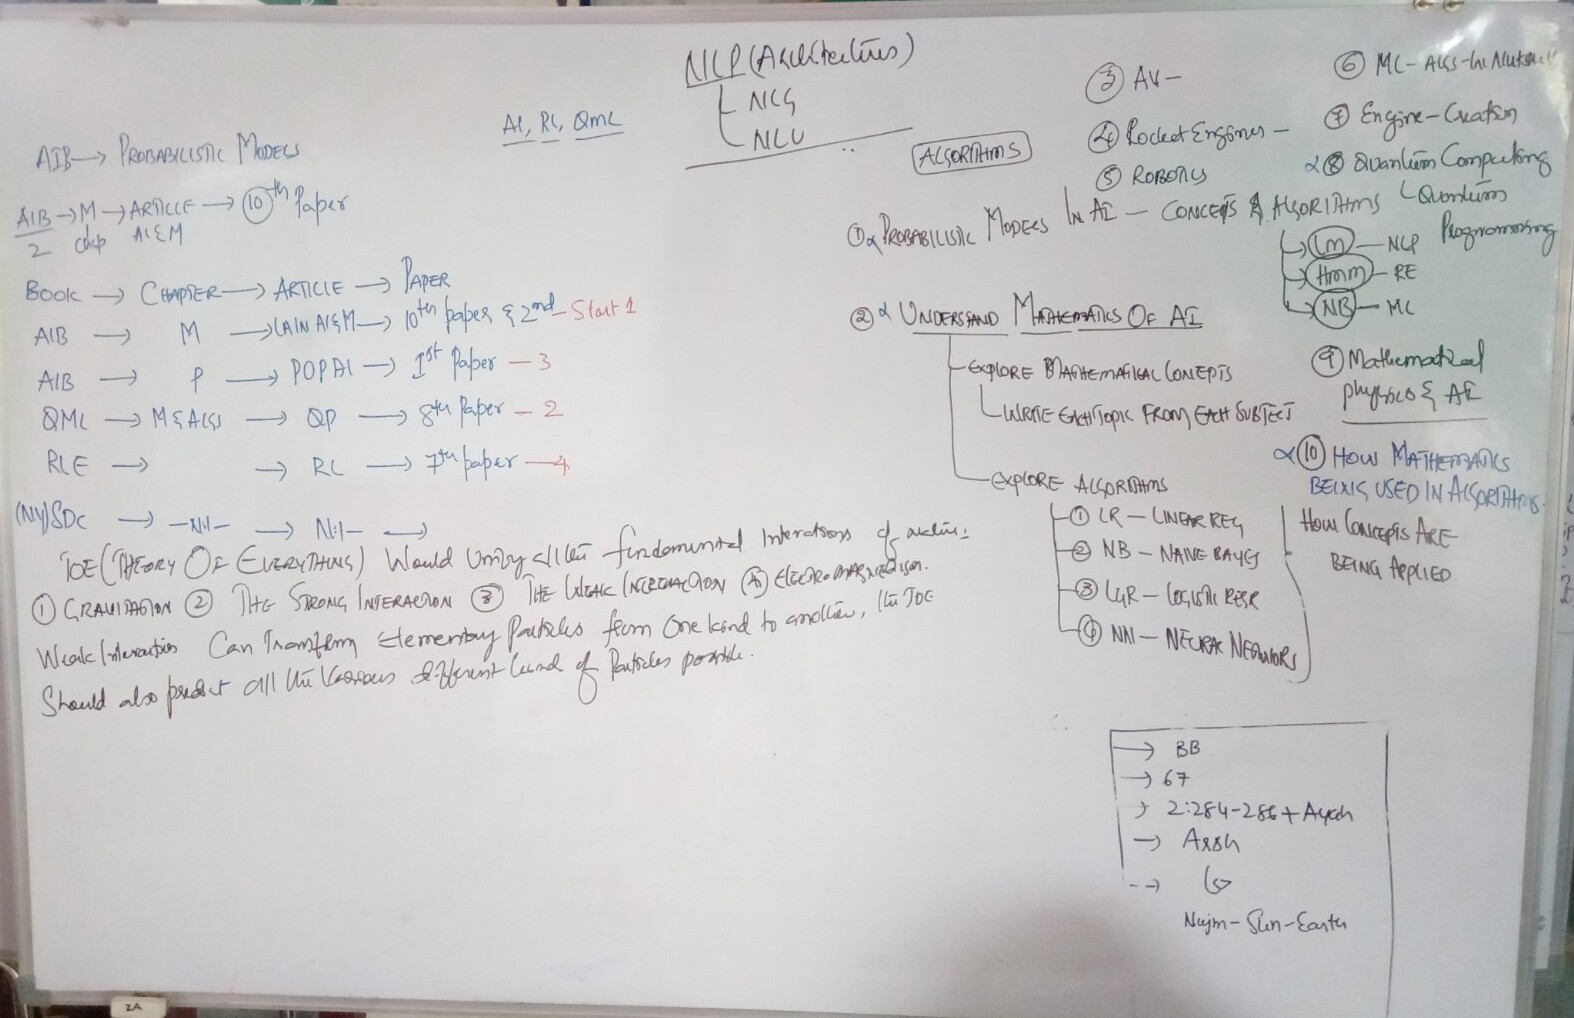 NLP (Architectures)
NLG
NLU
AI, RL, QML
AIB → PROBABILISTIC MODELS
AIB → M → ARTICLE → 10th Paper
2 chap AI&M
BOOK → CHAPTER → ARTICLE → PAPER
AIB → M → LAIN AI&M → 10th paper & 2nd - Start 1
AIB → P → POPAI → 1st Paper - 3
QML → M&ALGS → QP → 8th Paper - 2
RLE → → RL → 7th paper - 4
(NY)SDC → -Nil- → Nil- →
TOE (THEORY OF EVERYTHING) Would Unify all the fundamental Interactions of nature:
① GRAVITATION ② THE STRONG INTERACTION ③ THE WEAK INTERACTION ④ ELECTROMAGNETISM.
Weak Interaction Can Transform Elementary Particles from One kind to another, the TOE
Should also predict all the Various different kind of Particles possible.
ALGORITHMS
③ AV -
④ Rocket Engines -
⑤ ROBOTICS
⑥ ML-ALGS-In Nutshell
⑦ Engine-Creation
α ⑧ Quantum Computing
Quantum
Programming
① α PROBABILISTIC MODELS IN AI - CONCEPTS & ALGORITHMS
LM - NLP
HMM - RE
NB - ML
② α UNDERSTAND MATHEMATICS OF AI
EXPLORE MATHEMATICAL CONCEPTS
WRITE EACH TOPIC FROM EACH SUBJECT
EXPLORE ALGORITHMS
① LR - LINEAR REG
② NB - NAIVE BAYES
③ LGR - LOGISTIC REGR
④ NN - NEURAL NETWORS
⑨ Mathematical
physics & AI
α ⑩ HOW MATHEMATICS
BEING USED IN ALGORITHMS.
HOW CONCEPTS ARE
BEING APPLIED
→ BB
→ 67
→ 2:284-286 + Ayah
→ Arsh
Najm - Sun - Earth
ZA